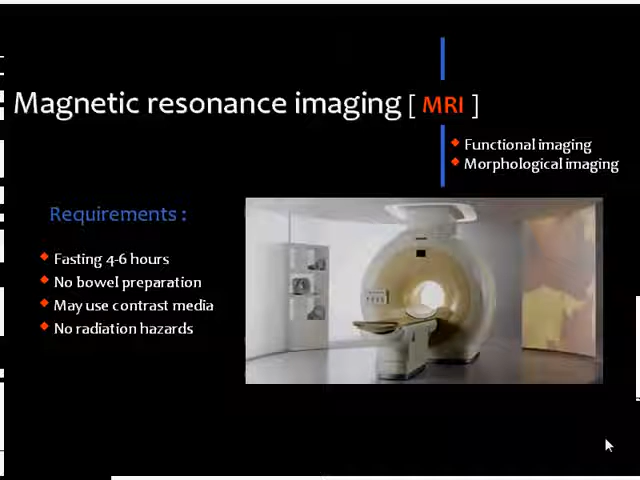 Magnetic resonance imaging [ MRI ]
Functional imaging
Morphological imaging
Requirements :
Fasting 4-6 hours
No bowel preparation
May use contrast media
No radiation hazards